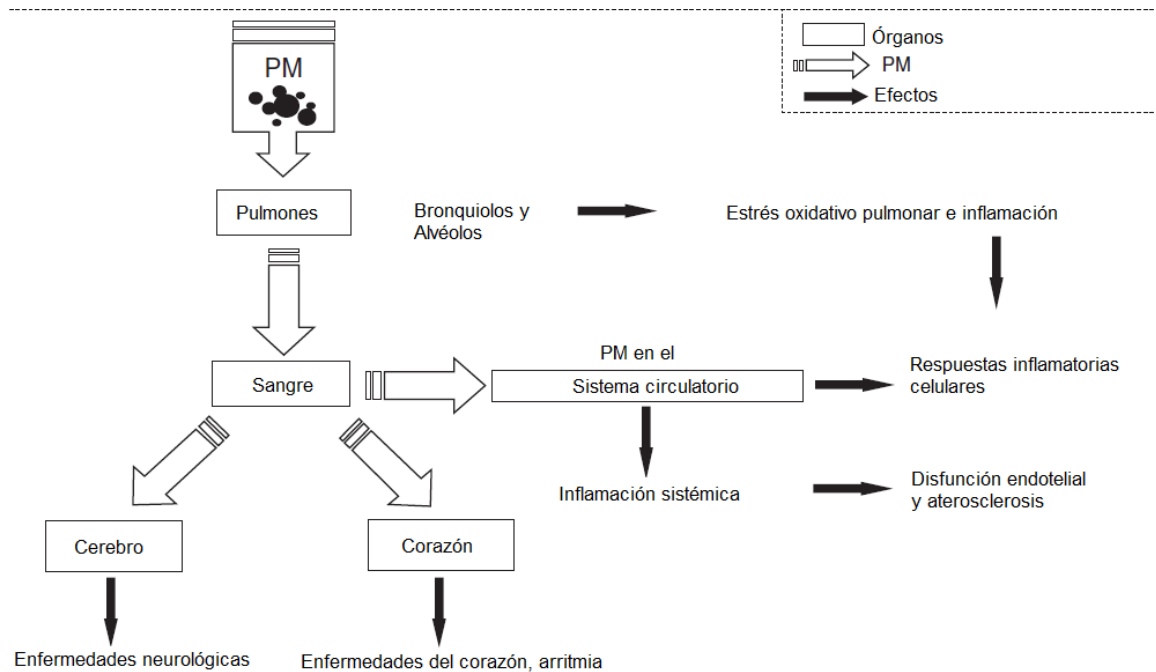 Órganos
PM
PM
Efectos
Pulmones
Bronquiolos y
Alvéolos
Estrés oxidativo pulmonar e inflamación
Sangre
PM en el
Sistema circulatorio
Respuestas inflamatorias
celulares
Inflamación sistémica
Disfunción endotelial
y aterosclerosis
Cerebro
Corazón
Enfermedades neurológicas
Enfermedades del corazón, arritmia